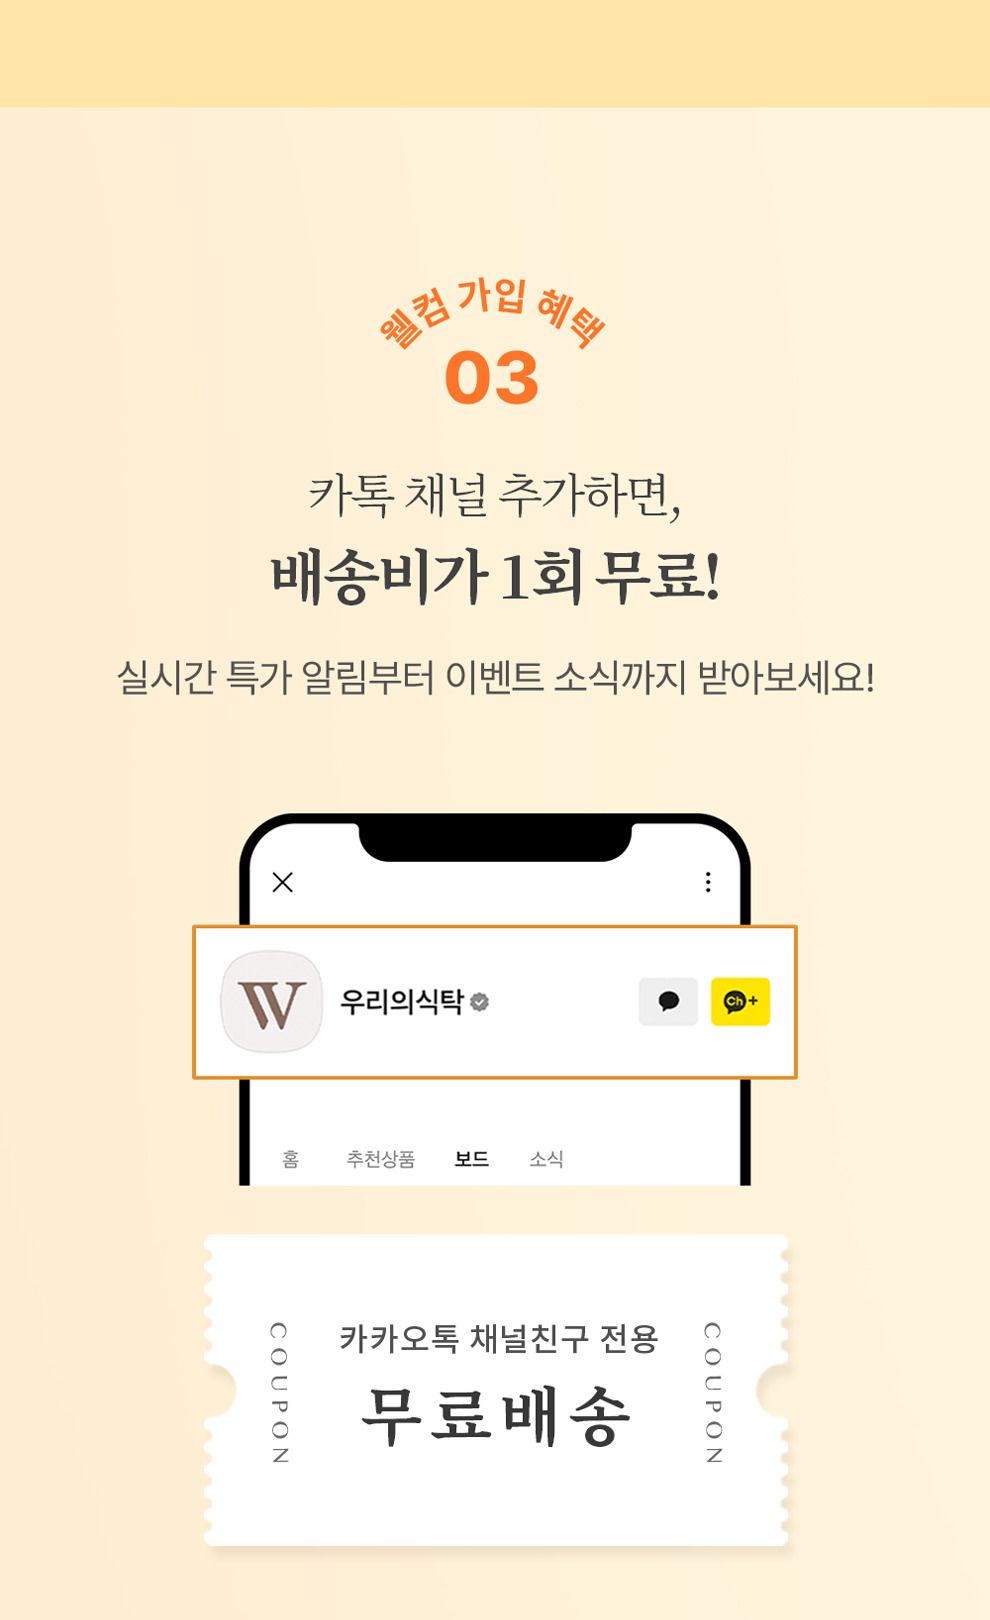 웰컴 가입 혜택
03
카톡 채널 추가하면,
배송비가 1회 무료!
실시간 특가 알림부터 이벤트 소식까지 받아보세요!
W 우리의식탁 Ch+
홈 추천상품 보드 소식
COUPON
카카오톡 채널친구 전용
무료배송
COUPON